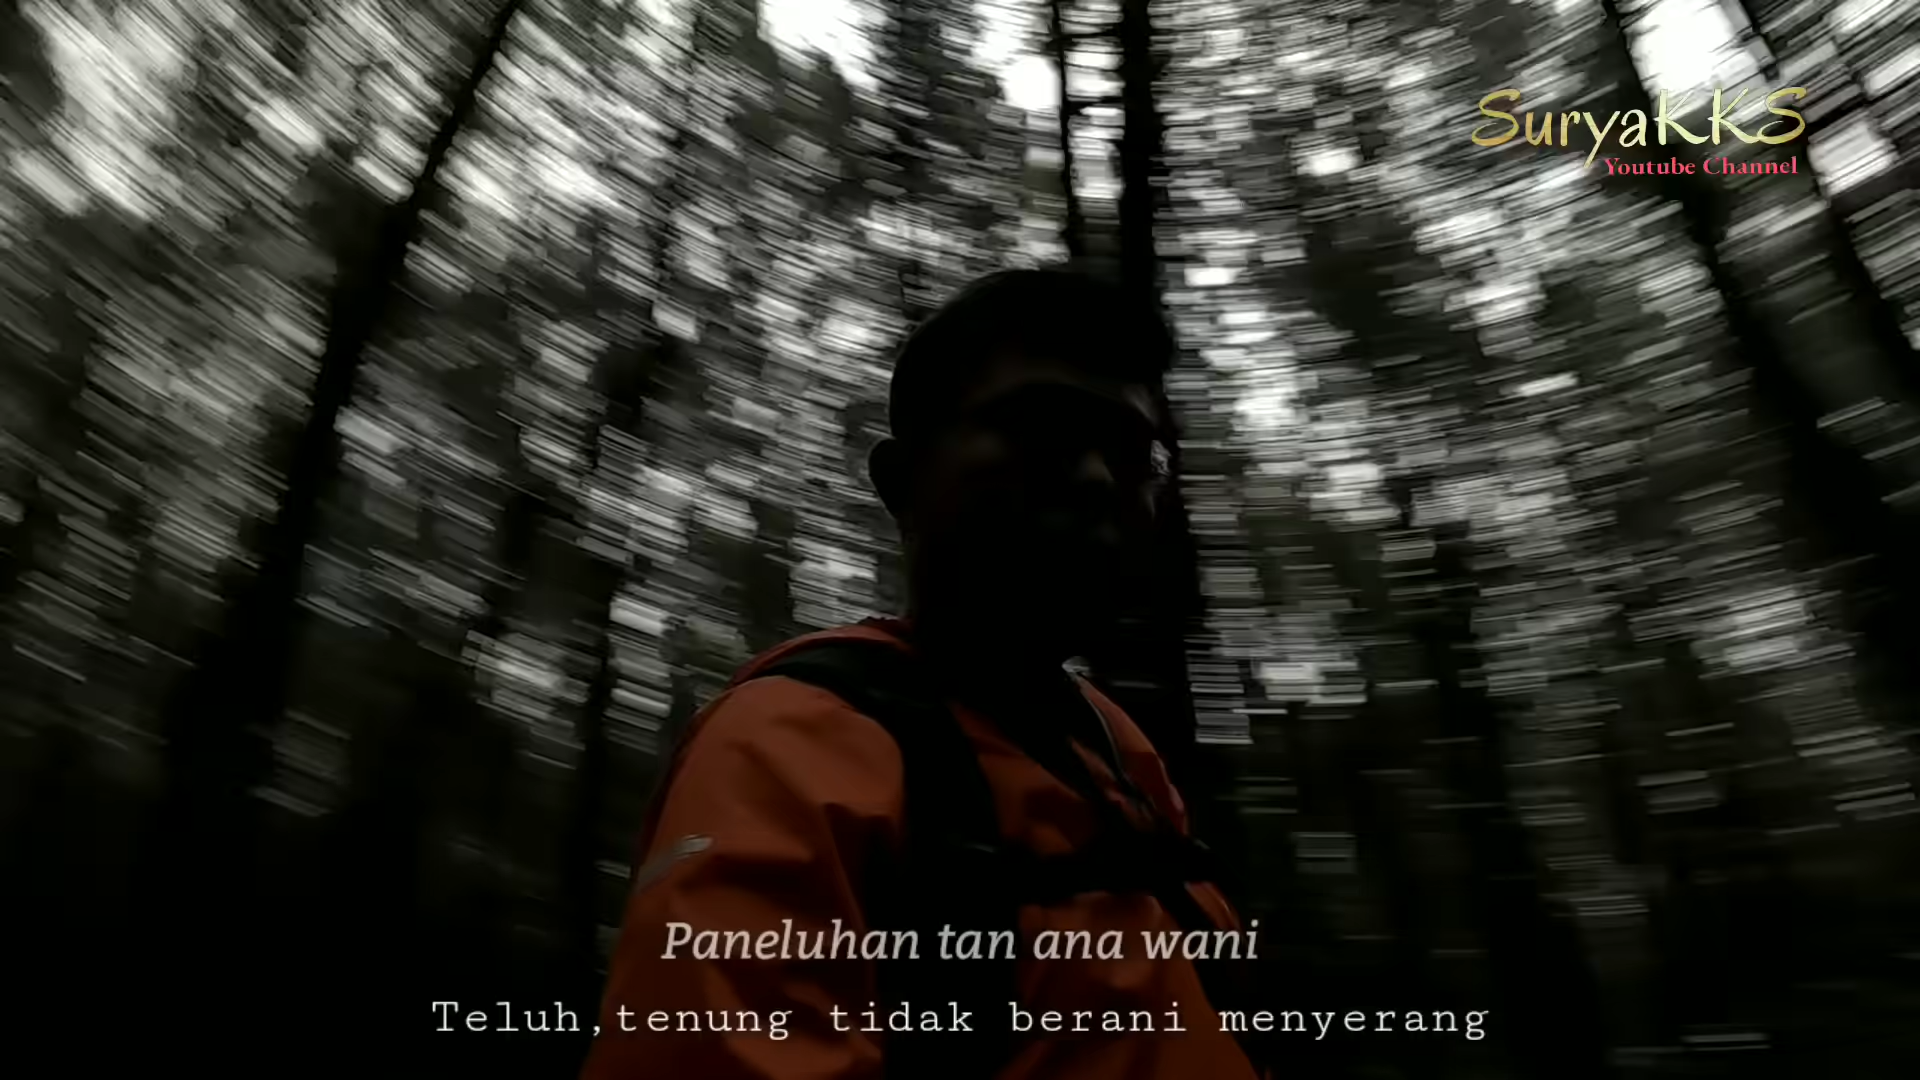 SuryaKKS
Youtube Channel
Paneluhan tan ana wani
Teluh,tenung tidak berani menyerang